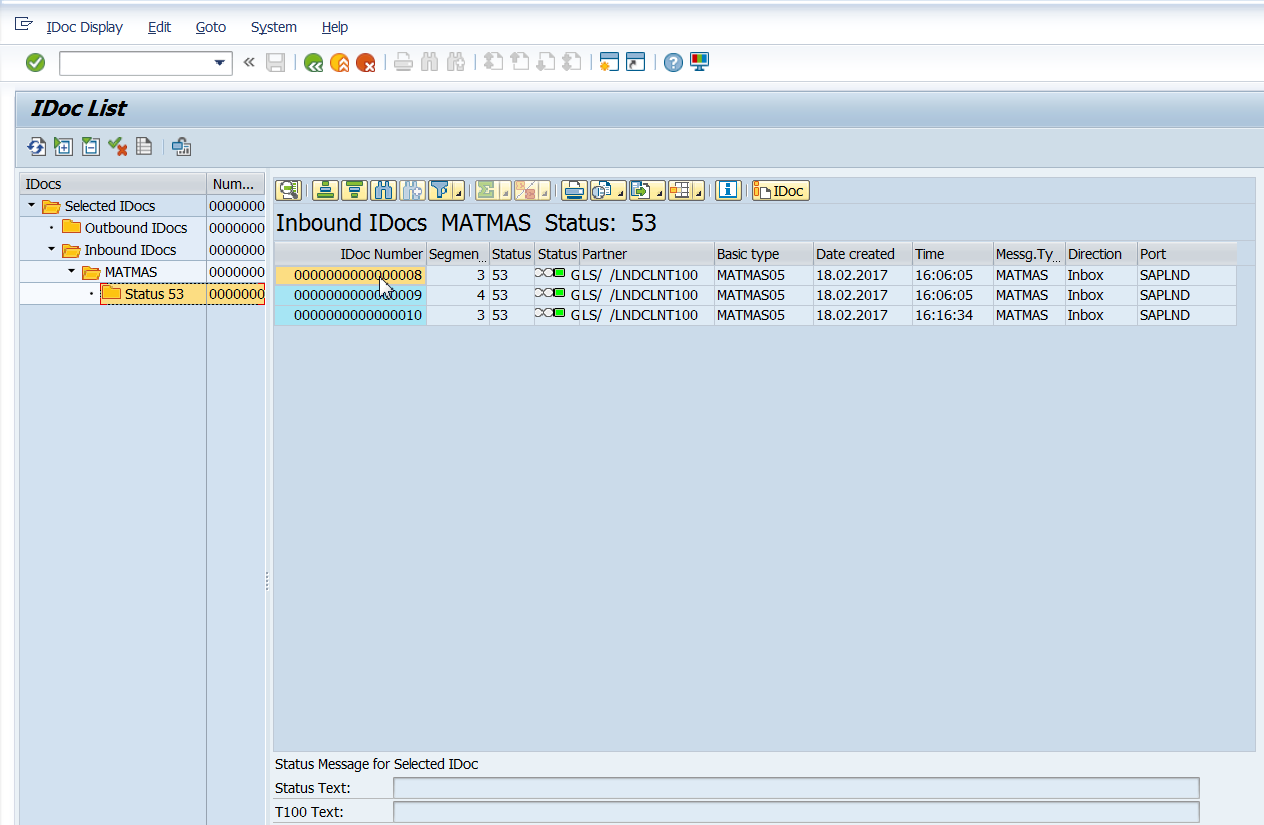 IDoc Display Edit Goto System Help
IDoc List
IDoc
IDocs Num...
Selected IDocs 0000000
Outbound IDocs 0000000
Inbound IDocs 0000000
MATMAS 0000000
Status 53 0000000
Inbound IDocs MATMAS Status: 53
IDoc Number Segmen... Status Status Partner Basic type Date created Time Messg.Ty... Direction Port
0000000000000008 3 53 G LS/ /LNDCLNT100 MATMAS05 18.02.2017 16:06:05 MATMAS Inbox SAPLND
0000000000000009 4 53 G LS/ /LNDCLNT100 MATMAS05 18.02.2017 16:06:05 MATMAS Inbox SAPLND
0000000000000010 3 53 G LS/ /LNDCLNT100 MATMAS05 18.02.2017 16:16:34 MATMAS Inbox SAPLND
Status Message for Selected IDoc
Status Text:
T100 Text: